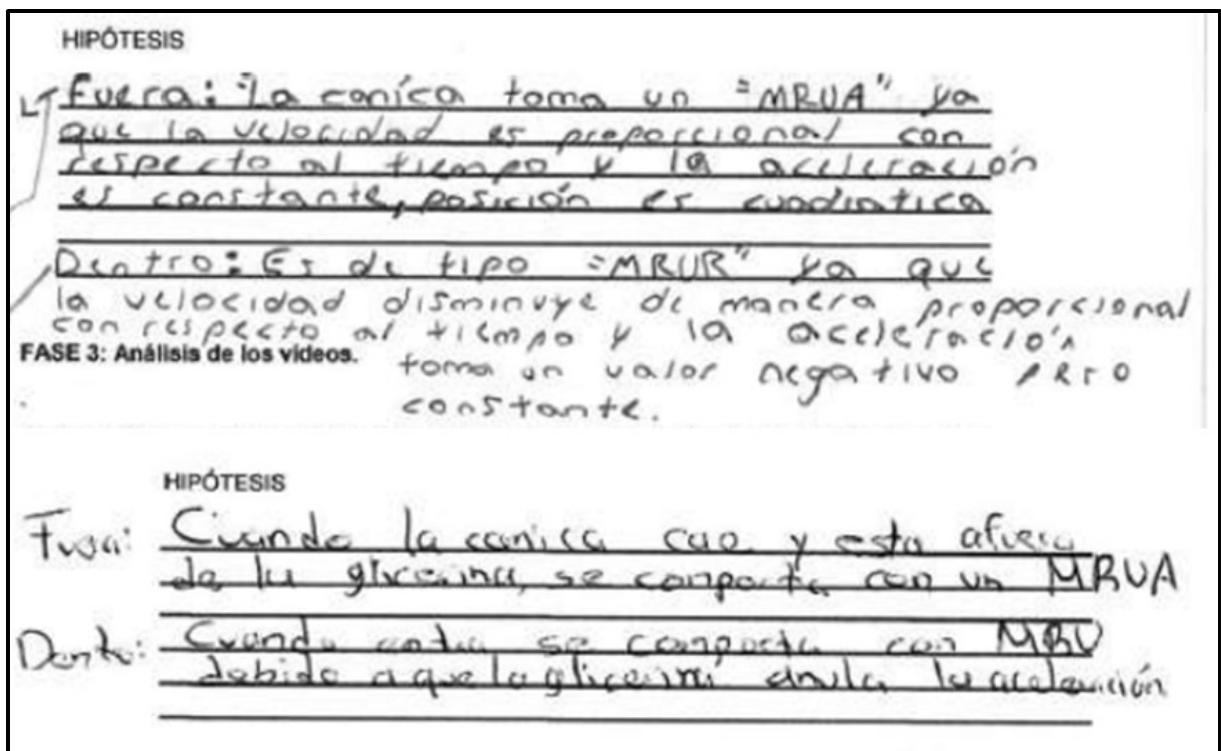 HIPÓTESIS
Fuera: "La canica toma un "MRUA" ya
que la velocidad es proporcional con
respecto al tiempo y la aceleración
es constante, posición es cuadratica
Dentro: Es de tipo "MRUR" ya que
la velocidad disminuye de manera proporcional
con respecto al tiempo y la aceleración
FASE 3: Análisis de los videos.
toma un valor negativo pero
constante.
HIPÓTESIS
Fuera: Cuando la canica cae y esta afuera
de la glicerina, se comporta con un MRUA
Dentro: Cuando entra se comporta con MRU
debido a que la glicerina anula la aceleración